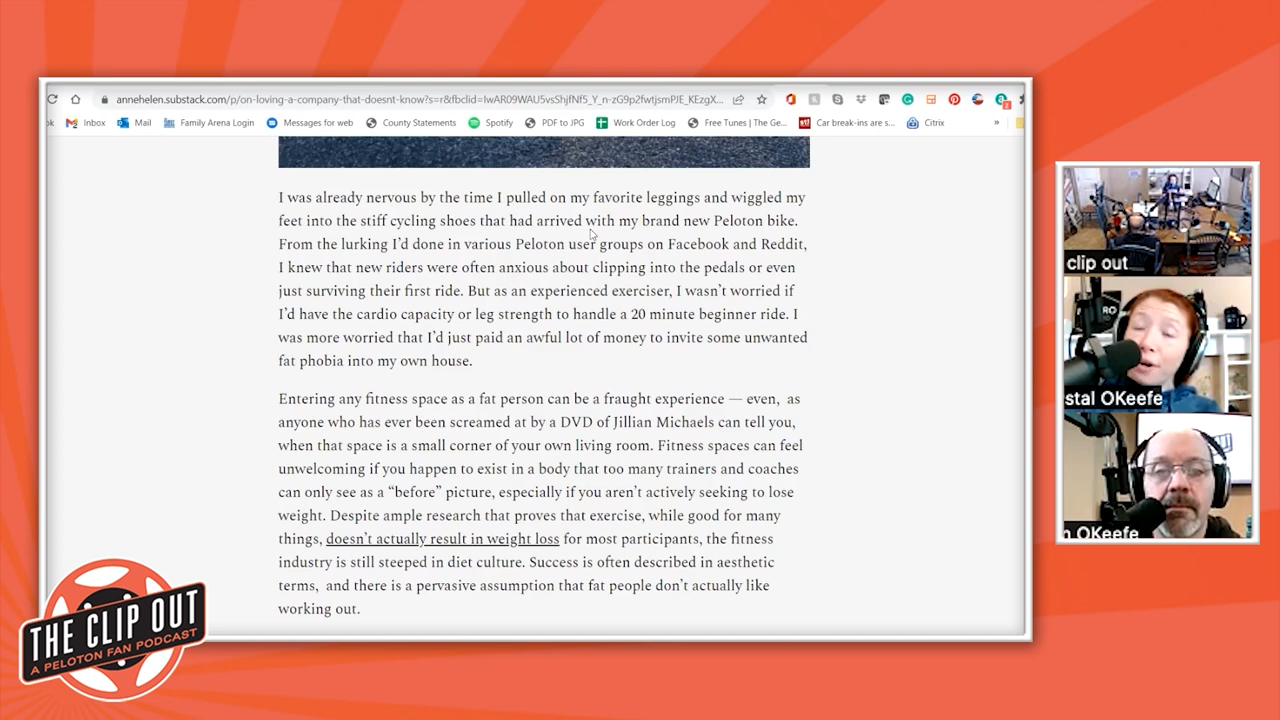 annehelen.substack.com/p/on-loving-a-company-that-doesnt-know?s=r&fbclid=IwAR09WAU5vsShjfNf5_Y_n-zG9p2fwtjsmPJE_KEzgX...
Inbox Mail Family Arena Login Messages for web County Statements Spotify PDF to JPG Work Order Log Free Tunes | The Ge... Car break-ins are s... Citrix »
I was already nervous by the time I pulled on my favorite leggings and wiggled my
feet into the stiff cycling shoes that had arrived with my brand new Peloton bike.
From the lurking I'd done in various Peloton user groups on Facebook and Reddit,
I knew that new riders were often anxious about clipping into the pedals or even
just surviving their first ride. But as an experienced exerciser, I wasn't worried if
I'd have the cardio capacity or leg strength to handle a 20 minute beginner ride. I
was more worried that I'd just paid an awful lot of money to invite some unwanted
fat phobia into my own house.
Entering any fitness space as a fat person can be a fraught experience — even, as
anyone who has ever been screamed at by a DVD of Jillian Michaels can tell you,
when that space is a small corner of your own living room. Fitness spaces can feel
unwelcoming if you happen to exist in a body that too many trainers and coaches
can only see as a “before” picture, especially if you aren't actively seeking to lose
weight. Despite ample research that proves that exercise, while good for many
things, doesn't actually result in weight loss for most participants, the fitness
industry is still steeped in diet culture. Success is often described in aesthetic
terms, and there is a pervasive assumption that fat people don't actually like
working out.
clip out
stal OKeefe
OKeefe
THE CLIP OUT
A PELOTON FAN PODCAST